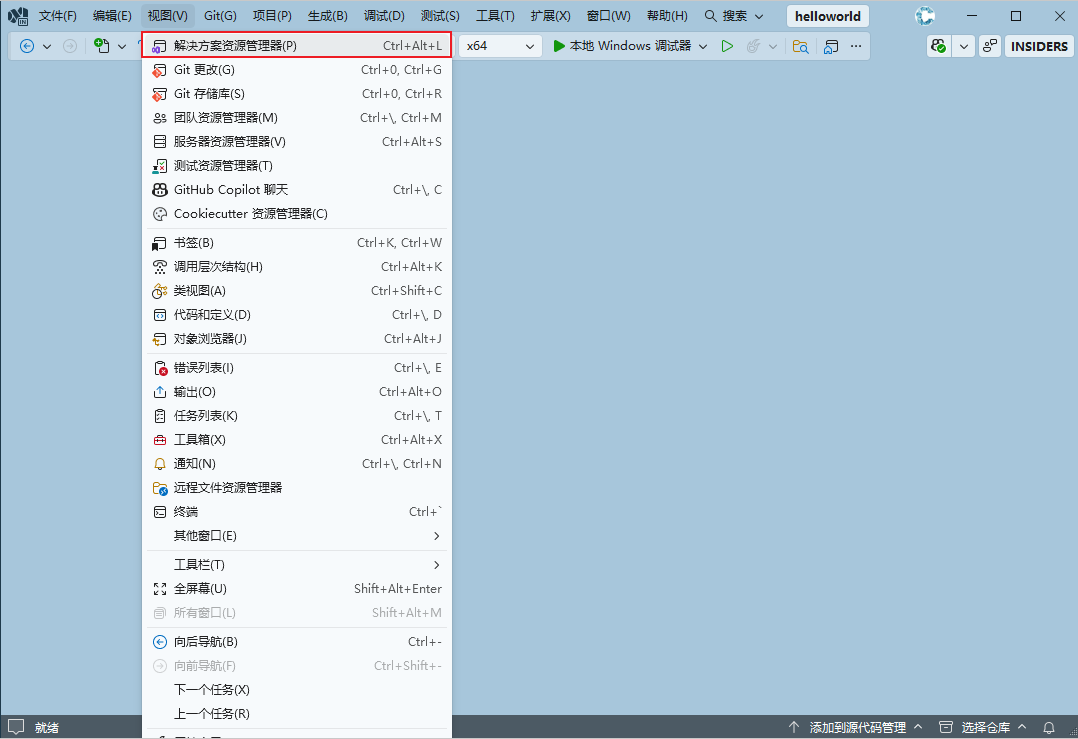 文件(F) 编辑(E) 视图(V) Git(G) 项目(P) 生成(B) 调试(D) 测试(S) 工具(T) 扩展(X) 窗口(W) 帮助(H) 搜索 helloworld
x64 本地 Windows 调试器 INSIDERS
解决方案资源管理器(P) Ctrl+Alt+L
Git 更改(G) Ctrl+0, Ctrl+G
Git 存储库(S) Ctrl+0, Ctrl+R
团队资源管理器(M) Ctrl+\, Ctrl+M
服务器资源管理器(V) Ctrl+Alt+S
测试资源管理器(T)
GitHub Copilot 聊天 Ctrl+\, C
Cookiecutter 资源管理器(C)
书签(B) Ctrl+K, Ctrl+W
调用层次结构(H) Ctrl+Alt+K
类视图(A) Ctrl+Shift+C
代码和定义(D) Ctrl+\, D
对象浏览器(J) Ctrl+Alt+J
错误列表(I) Ctrl+\, E
输出(O) Ctrl+Alt+O
任务列表(K) Ctrl+\, T
工具箱(X) Ctrl+Alt+X
通知(N) Ctrl+\, Ctrl+N
远程文件资源管理器
终端 Ctrl+`
其他窗口(E)
工具栏(T)
全屏幕(U) Shift+Alt+Enter
所有窗口(L) Shift+Alt+M
向后导航(B) Ctrl+-
向前导航(F) Ctrl+Shift+-
下一个任务(X)
上一个任务(R)
就绪 添加到源代码管理 选择仓库